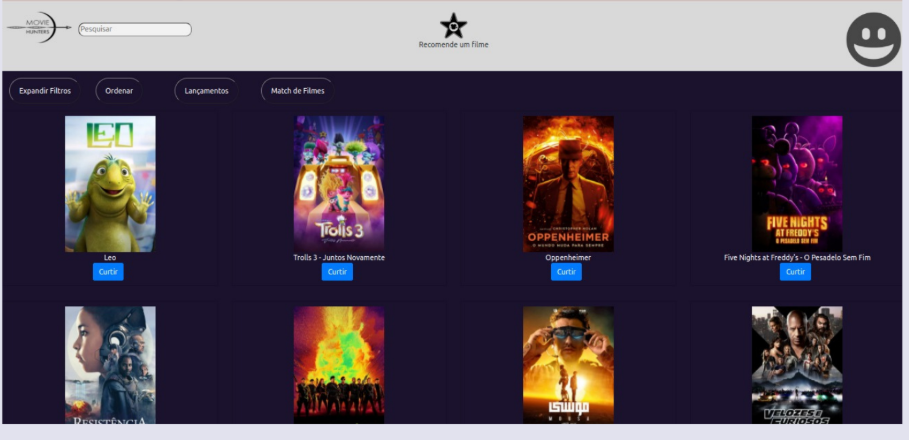 MOVIE
HUNTERS
Pesquisar
Recomende um filme
Expandir Filtros
Ordenar
Lançamentos
Match de Filmes
LEO
Trolls 3
OPPENHEIMER
O MUNDO MUDA PARA SEMPRE
FIVE NIGHTS
AT FREDDY'S
O PESADELO SEM FIM
Leo
Trolls 3 - Juntos Novamente
Oppenheimer
Five Nights at Freddy's - O Pesadelo Sem Fim
Curtir
Curtir
Curtir
Curtir
RESISTÊNCIA
VELOZES E
FURIOSOS